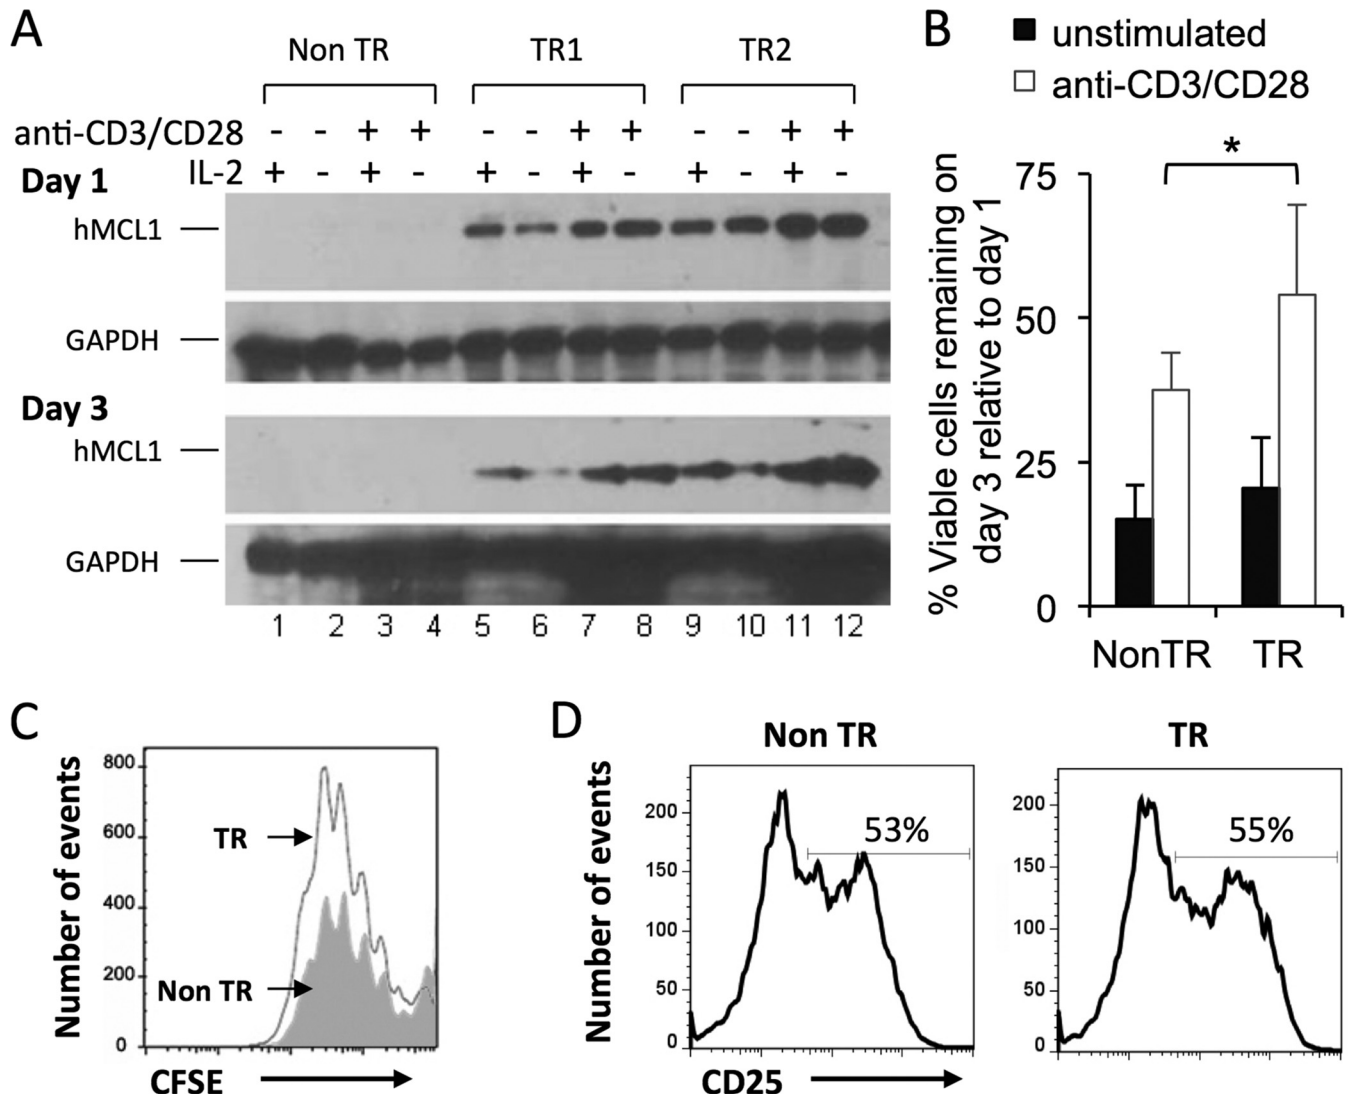 A
Non TR TR1 TR2
anti-CD3/CD28 - - + + - - + + - - + +
IL-2 + - + - + - + - + - + -
Day 1
hMCL1
GAPDH
Day 3
hMCL1
GAPDH
1 2 3 4 5 6 7 8 9 10 11 12
B
unstimulated
anti-CD3/CD28
*
% Viable cells remaining on
day 3 relative to day 1
75
50
25
0
NonTR TR
C
Number of events
800
600
400
200
0
TR
Non TR
CFSE
D
Non TR
Number of events
200
150
100
50
0
53%
CD25
TR
200
150
100
50
0
55%